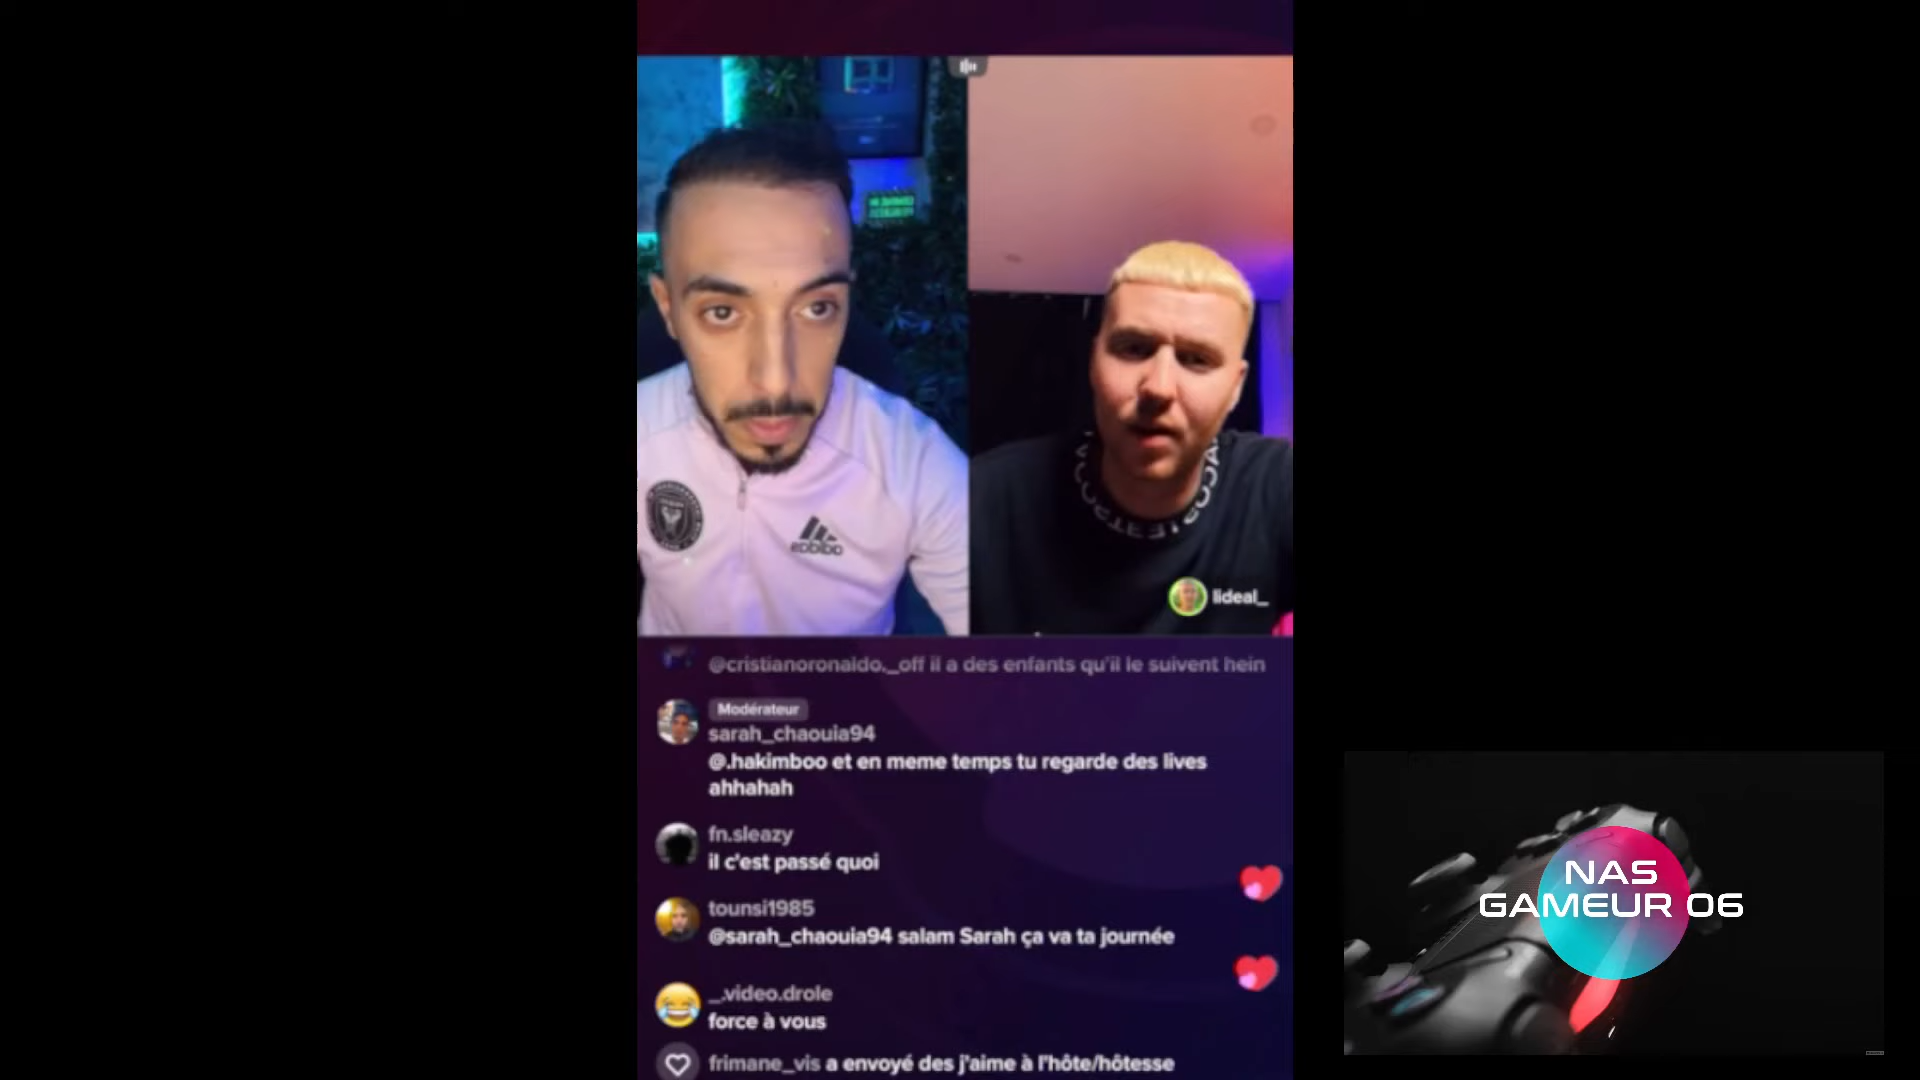 adidas
lideal_
@cristianoronaldo._off il a des enfants qu'il le suivent hein
Modérateur
sarah_chaouia94
@.hakimboo et en meme temps tu regarde des lives
ahhahah
fn.sleazy
il c'est passé quoi
tounsi1985
@sarah_chaouia94 salam Sarah ça va ta journée
_.video.drole
force à vous
frimane_vis a envoyé des j'aime à l'hôte/hôtesse
NAS
GAMEUR 06